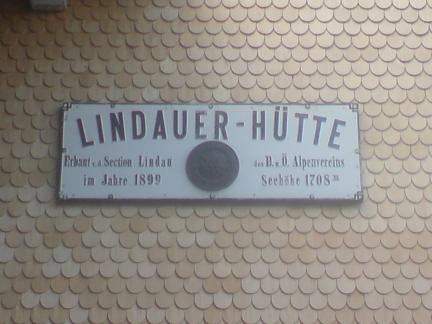 LINDAUER-HÜTTE
Erbaut v. d. Section Lindau des D. u. Ö. Alpenvereins
im Jahre 1899 Seehöhe 1708 m